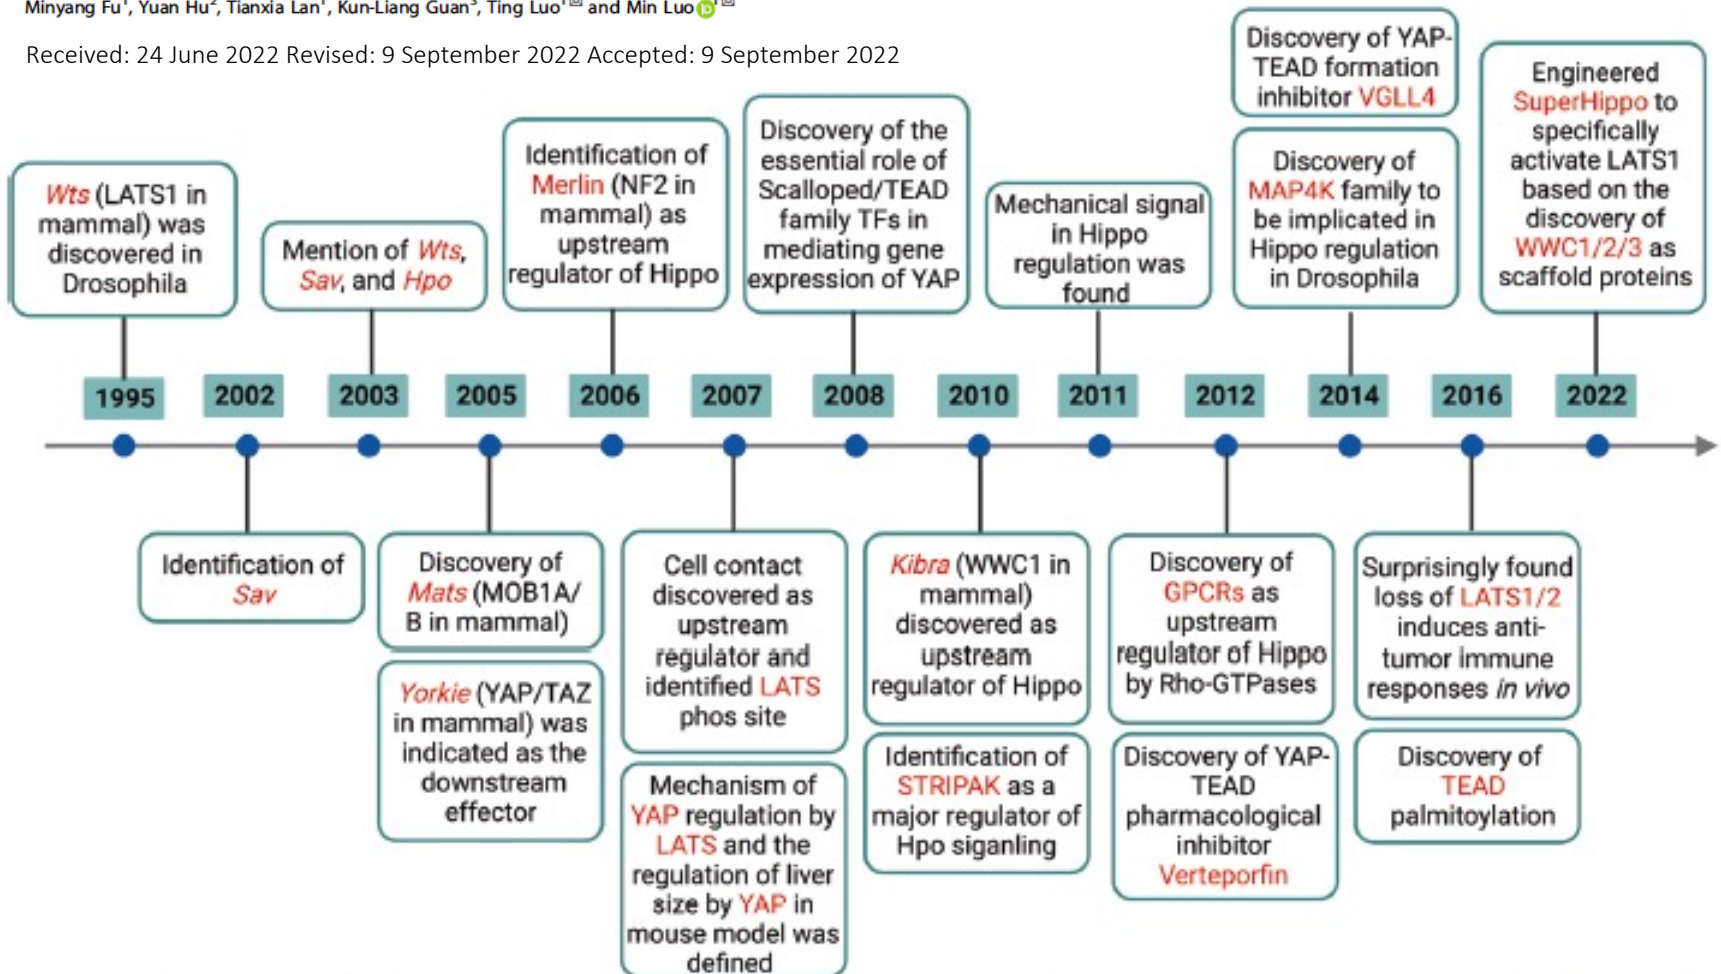 Minyang Fu¹, Yuan Hu², Tianxia Lan¹, Kun-Liang Guan³, Ting Luo¹✉ and Min Luo iD ¹✉
Received: 24 June 2022 Revised: 9 September 2022 Accepted: 9 September 2022
Wts (LATS1 in
mammal) was
discovered in
Drosophila
Mention of Wts,
Sav, and Hpo
Identification of
Merlin (NF2 in
mammal) as
upstream
regulator of Hippo
Discovery of the
essential role of
Scalloped/TEAD
family TFs in
mediating gene
expression of YAP
Mechanical signal
in Hippo
regulation was
found
Discovery of YAP-
TEAD formation
inhibitor VGLL4
Discovery of
MAP4K family to
be implicated in
Hippo regulation
in Drosophila
Engineered
SuperHippo to
specifically
activate LATS1
based on the
discovery of
WWC1/2/3 as
scaffold proteins
1995 2002 2003 2005 2006 2007 2008 2010 2011 2012 2014 2016 2022
Identification of
Sav
Discovery of
Mats (MOB1A/
B in mammal)
Yorkie (YAP/TAZ
in mammal) was
indicated as the
downstream
effector
Cell contact
discovered as
upstream
regulator and
identified LATS
phos site
Mechanism of
YAP regulation by
LATS and the
regulation of liver
size by YAP in
mouse model was
defined
Kibra (WWC1 in
mammal)
discovered as
upstream
regulator of Hippo
Identification of
STRIPAK as a
major regulator of
Hpo siganling
Discovery of
GPCRs as
upstream
regulator of Hippo
by Rho-GTPases
Discovery of YAP-
TEAD
pharmacological
inhibitor
Verteporfin
Surprisingly found
loss of LATS1/2
induces anti-
tumor immune
responses in vivo
Discovery of
TEAD
palmitoylation